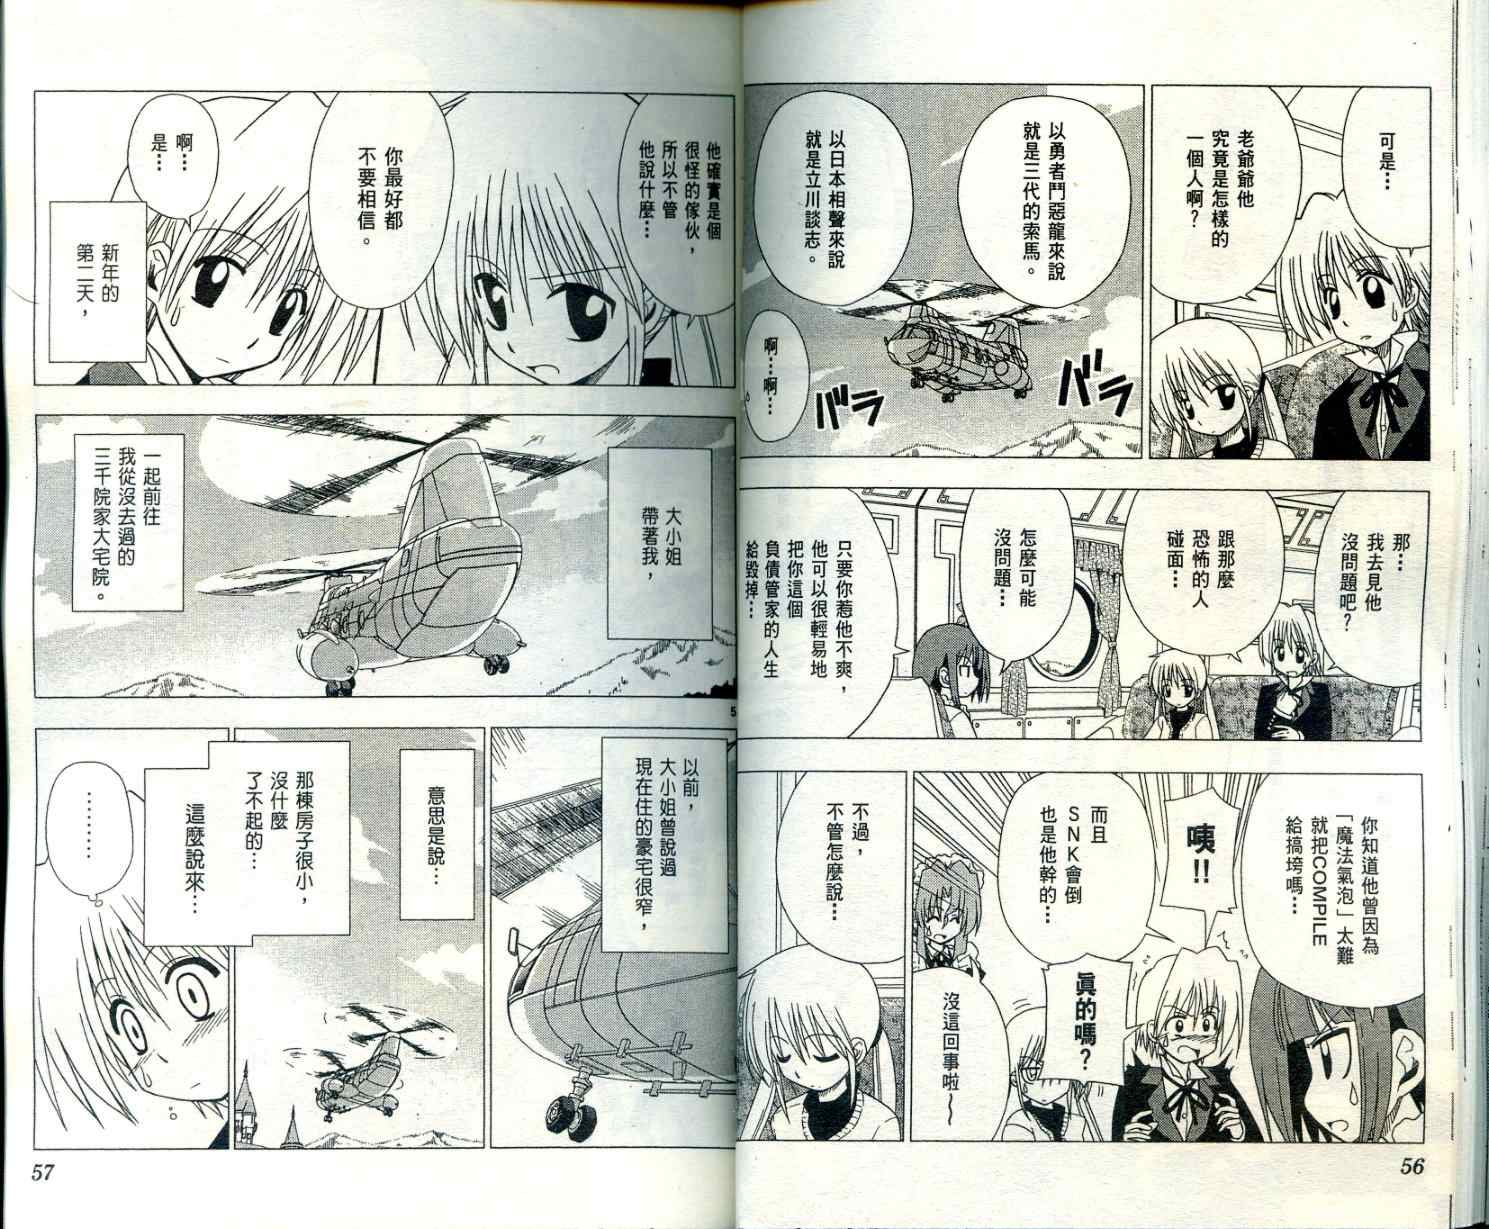 可是…
老爺爺他
究竟是怎樣的
一個人啊?
以勇者鬥惡龍來說
就是三代的索馬。
以日本相聲來說
就是立川談志。
啊…啊…
バラ
バラ
那…
我去見他
沒問題吧?
跟那麼
恐怖的人
碰面…
怎麼可能
沒問題…
只要你惹他不爽,
他可以很輕易地
把你這個
負債管家的人生
給毀掉…
你知道他曾因為
「魔法氣泡」太難
就把COMPILE
給搞垮嗎…
咦!!
而且
SNK會倒
也是他幹的…
真的嗎?
沒這回事啦~
不過,
不管怎麼說…
56
他確實是個
很怪的傢伙,
所以不管
他說什麼…
你最好都
不要相信。
啊…
是…
新年的
第二天,
大小姐
帶著我,
一起前往
我從沒去過的
三千院家大宅院。
以前,
大小姐曾說過
現在住的豪宅很窄,
意思是說…
那棟房子很小,
沒什麼
了不起的…
這麼說來…
………
57